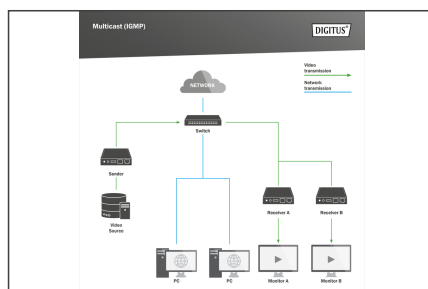 Multicast (IGMP)
DIGITUS®
Video
transmission
Network
transmission
NETWORK
Switch
Sender
Video
Source
Receiver A
Receiver B
PC
PC
Monitor A
Monitor B